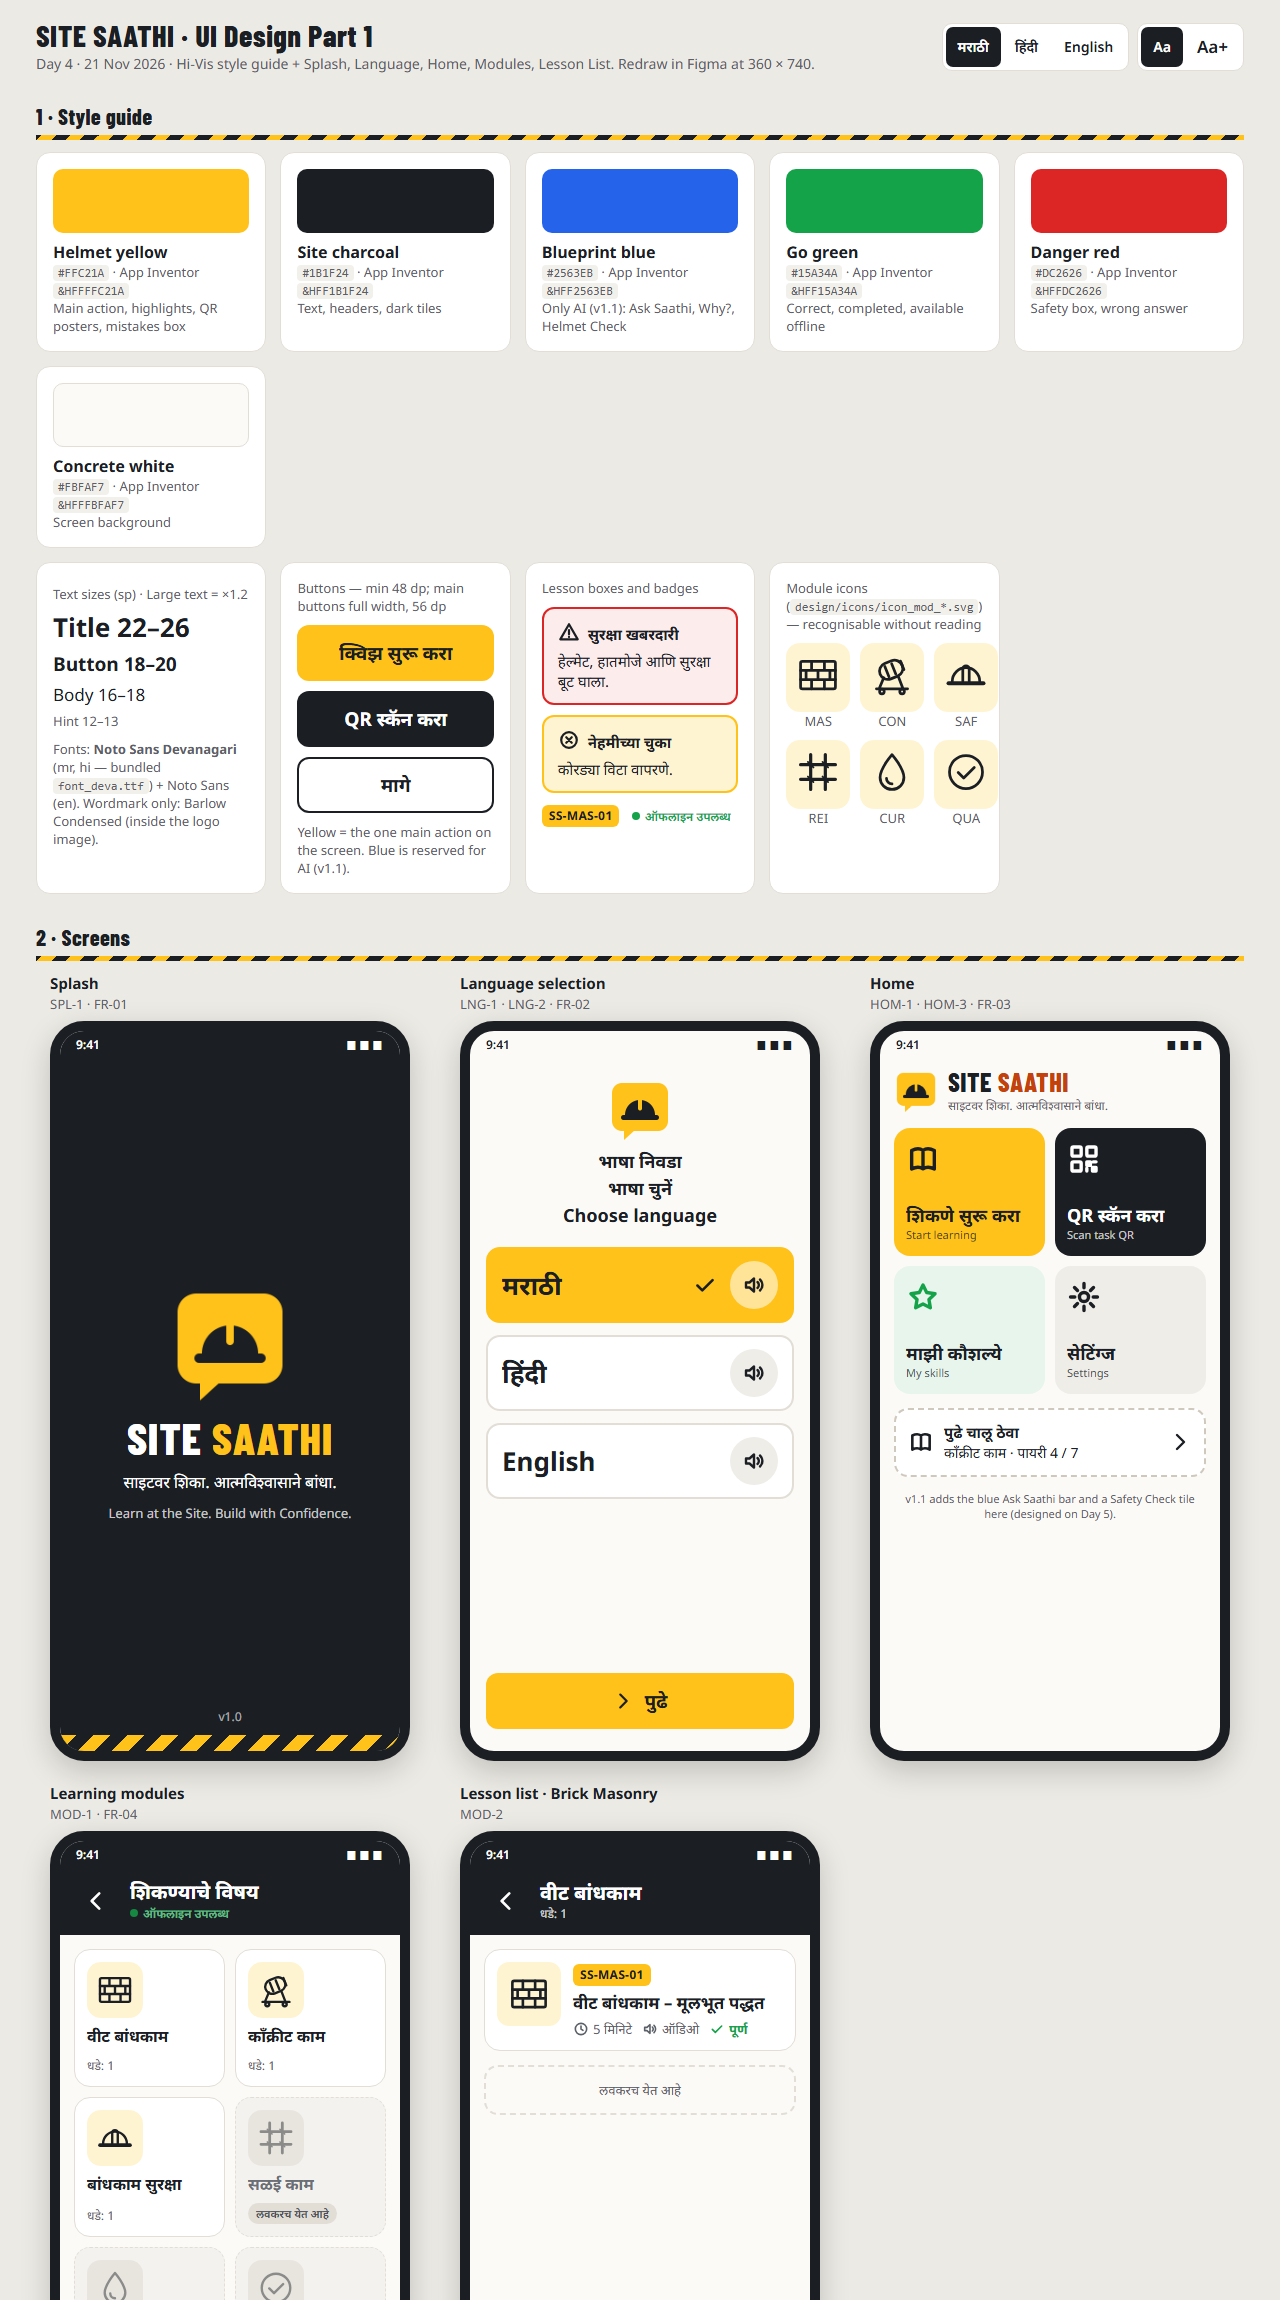 SITE SAATHI · UI Design Part 1
Day 4 · 21 Nov 2026 · Hi-Vis style guide + Splash, Language, Home, Modules, Lesson List. Redraw in Figma at 360 × 740.
मराठी हिंदी English Aa Aa+
1 · Style guide
Helmet yellow
#FFC21A · App Inventor
&HFFFFC21A
Main action, highlights, QR
posters, mistakes box
Site charcoal
#1B1F24 · App Inventor
&HFF1B1F24
Text, headers, dark tiles
Blueprint blue
#2563EB · App Inventor
&HFF2563EB
Only AI (v1.1): Ask Saathi, Why?,
Helmet Check
Go green
#15A34A · App Inventor
&HFF15A34A
Correct, completed, available
offline
Danger red
#DC2626 · App Inventor
&HFFDC2626
Safety box, wrong answer
Concrete white
#FBFAF7 · App Inventor
&HFFFBFAF7
Screen background
Text sizes (sp) · Large text = ×1.2
Title 22–26
Button 18–20
Body 16–18
Hint 12–13
Fonts: Noto Sans Devanagari
(mr, hi — bundled
font_deva.ttf) + Noto Sans
(en). Wordmark only: Barlow
Condensed (inside the logo
image).
Buttons — min 48 dp; main
buttons full width, 56 dp
क्विझ सुरू करा
QR स्कॅन करा
मागे
Yellow = the one main action on
the screen. Blue is reserved for
AI (v1.1).
Lesson boxes and badges
सुरक्षा खबरदारी
हेल्मेट, हातमोजे आणि सुरक्षा
बूट घाला.
नेहमीच्या चुका
कोरड्या विटा वापरणे.
SS-MAS-01 ऑफलाइन उपलब्ध
Module icons
(design/icons/icon_mod_*.svg)
— recognisable without reading
MAS CON SAF
REI CUR QUA
2 · Screens
Splash
SPL-1 · FR-01
9:41
SITE SAATHI
साइटवर शिका. आत्मविश्वासाने बांधा.
Learn at the Site. Build with Confidence.
v1.0
Language selection
LNG-1 · LNG-2 · FR-02
9:41
भाषा निवडा
भाषा चुनें
Choose language
मराठी
हिंदी
English
पुढे
Home
HOM-1 · HOM-3 · FR-03
9:41
SITE SAATHI
साइटवर शिका. आत्मविश्वासाने बांधा.
शिकणे सुरू करा
Start learning
QR स्कॅन करा
Scan task QR
माझी कौशल्ये
My skills
सेटिंग्ज
Settings
पुढे चालू ठेवा
काँक्रीट काम · पायरी 4 / 7
v1.1 adds the blue Ask Saathi bar and a Safety Check tile
here (designed on Day 5).
Learning modules
MOD-1 · FR-04
9:41
शिकण्याचे विषय
ऑफलाइन उपलब्ध
वीट बांधकाम
धडे: 1
काँक्रीट काम
धडे: 1
बांधकाम सुरक्षा
धडे: 1
सळई काम
लवकरच येत आहे
Lesson list · Brick Masonry
MOD-2
9:41
वीट बांधकाम
धडे: 1
SS-MAS-01
वीट बांधकाम – मूलभूत पद्धत
5 मिनिटे ऑडिओ पूर्ण
लवकरच येत आहे